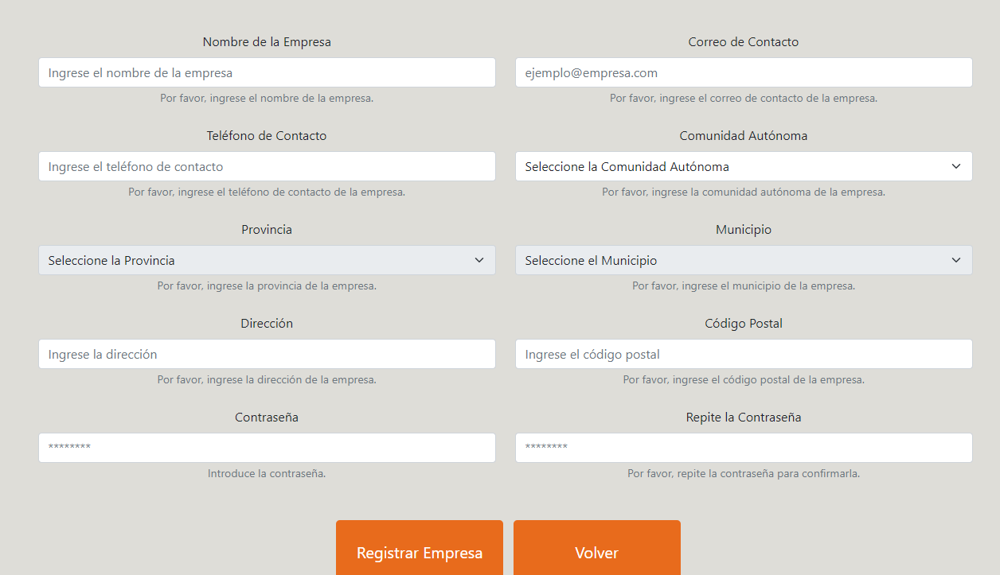 Nombre de la Empresa
Correo de Contacto
Ingrese el nombre de la empresa
ejemplo@empresa.com
Por favor, ingrese el nombre de la empresa.
Por favor, ingrese el correo de contacto de la empresa.
Teléfono de Contacto
Comunidad Autónoma
Ingrese el teléfono de contacto
Seleccione la Comunidad Autónoma
Por favor, ingrese el teléfono de contacto de la empresa.
Por favor, ingrese la comunidad autónoma de la empresa.
Provincia
Municipio
Seleccione la Provincia
Seleccione el Municipio
Por favor, ingrese la provincia de la empresa.
Por favor, ingrese el municipio de la empresa.
Dirección
Código Postal
Ingrese la dirección
Ingrese el código postal
Por favor, ingrese la dirección de la empresa.
Por favor, ingrese el código postal de la empresa.
Contraseña
Repite la Contraseña
********
********
Introduce la contraseña.
Por favor, repite la contraseña para confirmarla.
Registrar Empresa
Volver